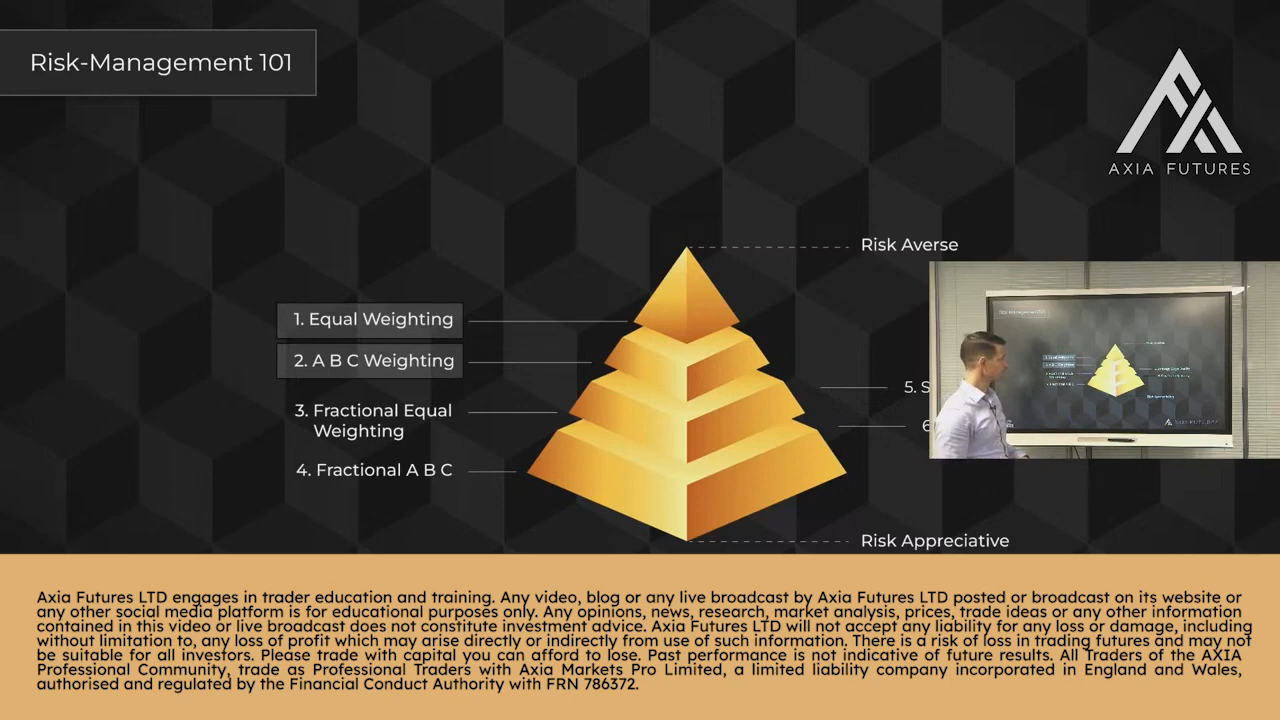 Risk-Management 101
AXIA FUTURES
Risk Averse
1. Equal Weighting
2. A B C Weighting
3. Fractional Equal
Weighting
4. Fractional A B C
5. S
6
Risk Appreciative
Axia Futures LTD engages in trader education and training. Any video, blog or any live broadcast by Axia Futures LTD posted or broadcast on its website or
any other social media platform is for educational purposes only. Any opinions, news, research, market analysis, prices, trade ideas or any other information
contained in this video or live broadcast does not constitute investment advice. Axia Futures LTD will not accept any liability for any loss or damage, including
without limitation to, any loss of profit which may arise directly or indirectly from use of such information. There is a risk of loss in trading futures and may not
be suitable for all investors. Please trade with capital you can afford to lose. Past performance is not indicative of future results. All Traders of the AXIA
Professional Community, trade as Professional Traders with Axia Markets Pro Limited, a limited liability company incorporated in England and Wales,
authorised and regulated by the Financial Conduct Authority with FRN 786372.